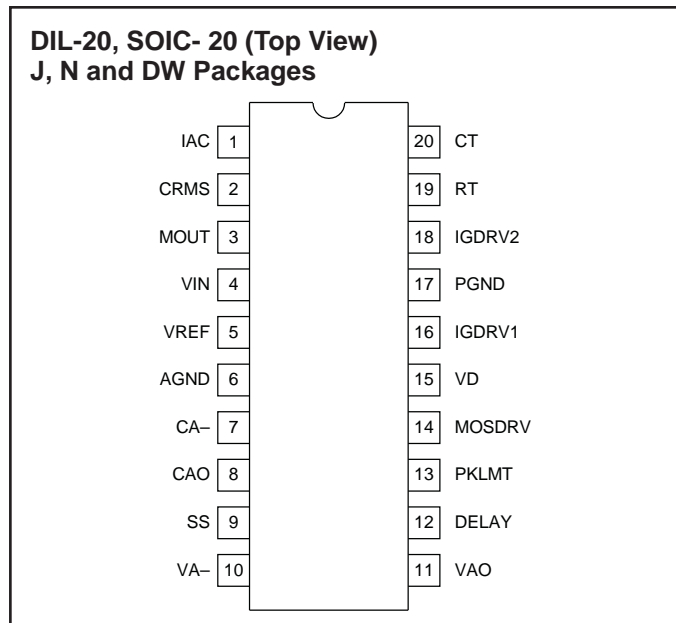 DIL-20, SOIC- 20 (Top View)
J, N and DW Packages
IAC 1 20 CT
CRMS 2 19 RT
MOUT 3 18 IGDRV2
VIN 4 17 PGND
VREF 5 16 IGDRV1
AGND 6 15 VD
CA– 7 14 MOSDRV
CAO 8 13 PKLMT
SS 9 12 DELAY
VA– 10 11 VAO